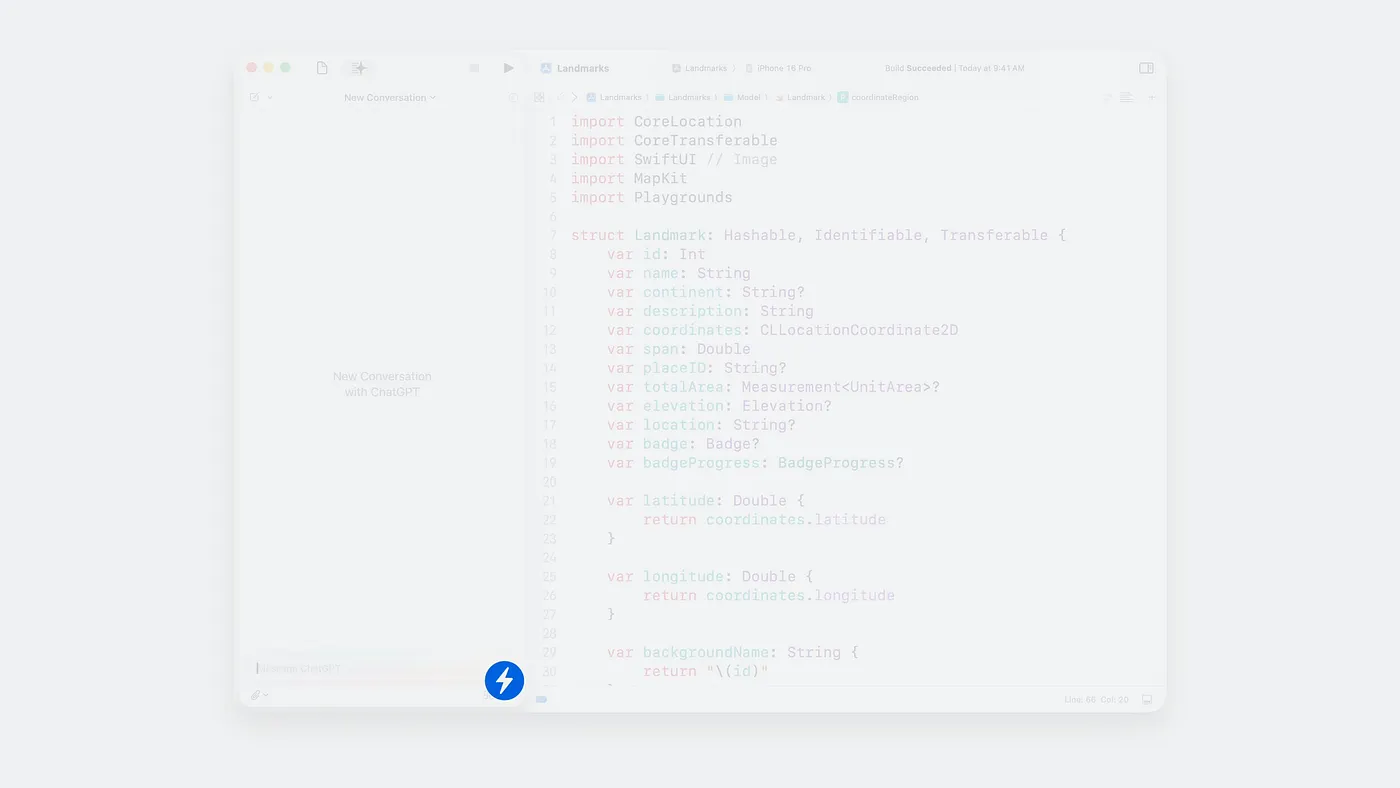 Landmarks
Landmarks
iPhone 16 Pro
Build Succeeded | Today at 9:41 AM
New Conversation
Landmarks
Landmarks
Model
Landmark
P coordinateRegion
1 import CoreLocation
2 import CoreTransferable
3 import SwiftUI // Image
4 import MapKit
5 import Playgrounds
6
7 struct Landmark: Hashable, Identifiable, Transferable {
8 var id: Int
9 var name: String
10 var continent: String?
11 var description: String
12 var coordinates: CLLocationCoordinate2D
13 var span: Double
14 var placeID: String?
15 var totalArea: Measurement<UnitArea>?
16 var elevation: Elevation?
17 var location: String?
18 var badge: Badge?
19 var badgeProgress: BadgeProgress?
20
21 var latitude: Double {
22 return coordinates.latitude
23 }
24
25 var longitude: Double {
26 return coordinates.longitude
27 }
28
29 var backgroundName: String {
30 return "\(id)"
New Conversation
with ChatGPT
ChatGPT
Line: 66 Col: 20